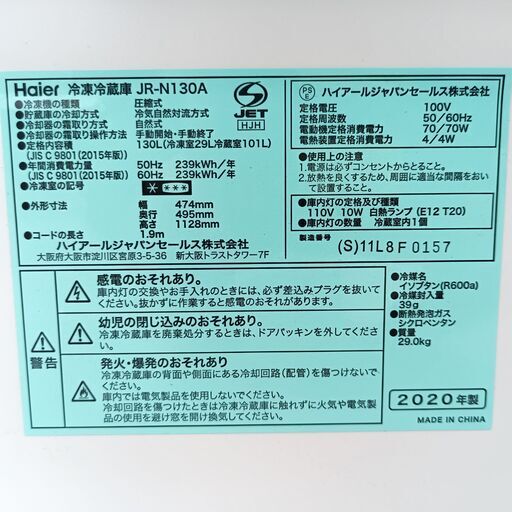 Haier 冷凍冷蔵庫 JR-N130A
●冷凍機の種類 圧縮式
●貯蔵庫の冷却方式 冷気自然対流方式
●冷却器の霜取り方式 自然式
●冷却器の霜取り操作方法 手動開始・手動終了
●定格内容積 130L(冷凍室29L冷蔵室101L)
(JIS C 9801(2015年版))
●年間消費電力量 50Hz 239kWh/年
(JIS C 9801(2015年版)) 60Hz 239kWh/年
●冷凍室の記号
●外形寸法 幅 474mm
奥行 495mm
高さ 1128mm
●コードの長さ 1.9m
ハイアールジャパンセールス株式会社
大阪府大阪市淀川区宮原3-5-36 新大阪トラストタワー7F
S
JET
HJH
PS
E
ハイアールジャパンセールス株式会社
定格電圧 100V
定格周波数 50/60Hz
電動機定格消費電力 70/70W
電熱装置定格消費電力 4/4W
●使用上の注意
1.電源は必ずコンセントからとること。
2.放熱を良くするため、周囲に適当な間隔をおいて設置すること。
●庫内灯の定格及び種類
110V 10W 白熱ランプ(E12 T20)
庫内灯は冷蔵室内1個
製造番号 (S)11L8F0157
警告
感電のおそれあり。
庫内灯の交換やお手入れのときには、必ず差込みプラグを抜いて
ください。抜かずに作業すると感電のおそれあり。
幼児の閉じ込みのおそれあり。
冷凍冷蔵庫を廃棄処分するときは、ドアパッキンを外してください。
発火・爆発のおそれあり
冷凍冷蔵庫の背面や側面にある冷却回路(配管)を傷つけないで
ください。
庫内では電気製品を使用しないでください。
冷却回路を傷つけたときは冷凍冷蔵庫に触れずに火気や電気製品
の使用を避け窓を開け換気してください。
●冷媒名
イソブタン(R600a)
●冷媒封入量
39g
●断熱発泡ガス
シクロペンタン
●質量
29.0kg
2020年製
MADE IN CHINA